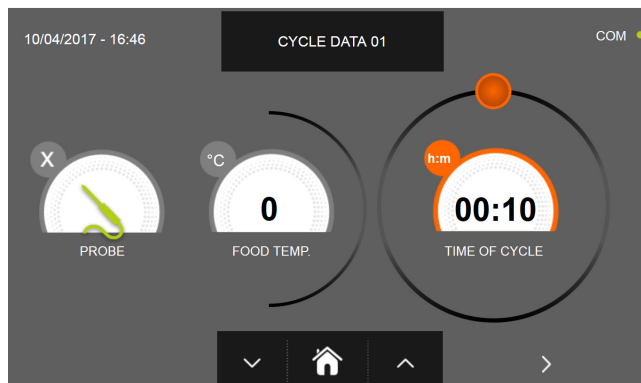 10/04/2017 - 16:46
CYCLE DATA 01
COM
X
°C
h:m
0
00:10
PROBE
FOOD TEMP.
TIME OF CYCLE